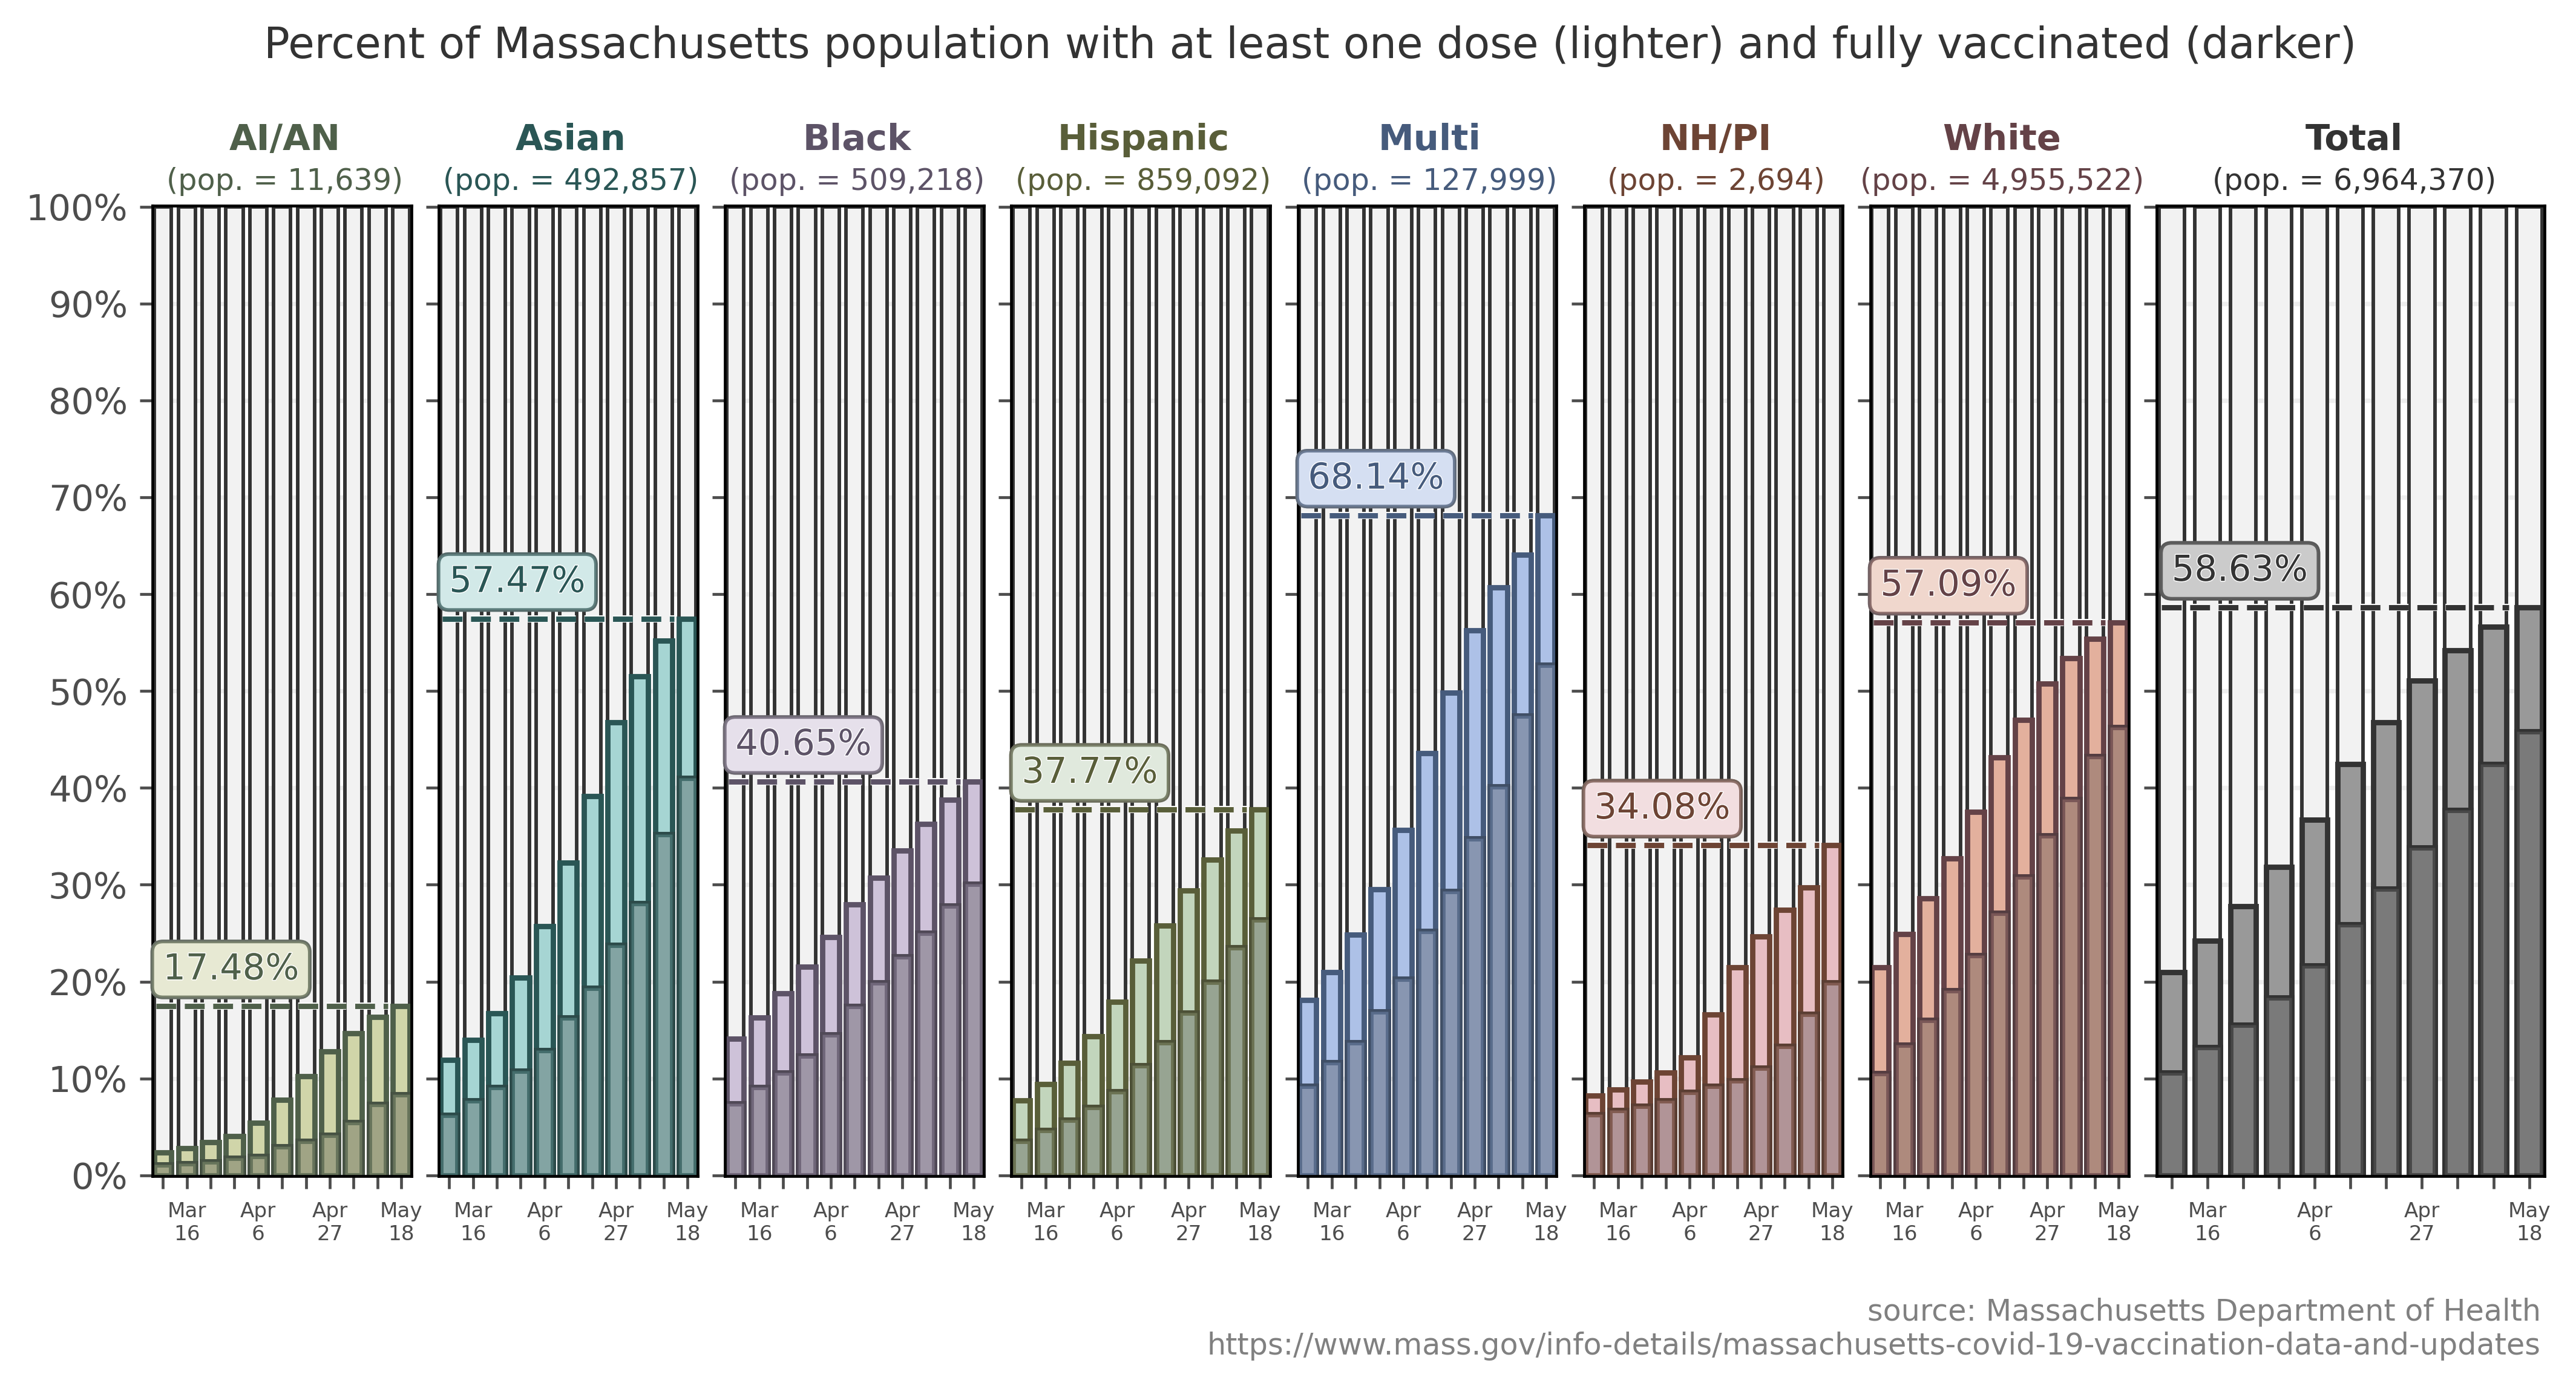 Percent of Massachusetts population with at least one dose (lighter) and fully vaccinated (darker)
AI/AN Asian Black Hispanic Multi NH/PI White Total
(pop. = 11,639) (pop. = 492,857) (pop. = 509,218) (pop. = 859,092) (pop. = 127,999) (pop. = 2,694) (pop. = 4,955,522) (pop. = 6,964,370)
100%
90%
80%
70%
60%
50%
40%
30%
20%
10%
0%
17.48%
57.47%
40.65%
37.77%
68.14%
34.08%
57.09%
58.63%
Mar Apr Apr May Mar Apr Apr May Mar Apr Apr May Mar Apr Apr May Mar Apr Apr May Mar Apr Apr May Mar Apr Apr May Mar Apr Apr May
16 6 27 18 16 6 27 18 16 6 27 18 16 6 27 18 16 6 27 18 16 6 27 18 16 6 27 18 16 6 27 18
source: Massachusetts Department of Health
https://www.mass.gov/info-details/massachusetts-covid-19-vaccination-data-and-updates